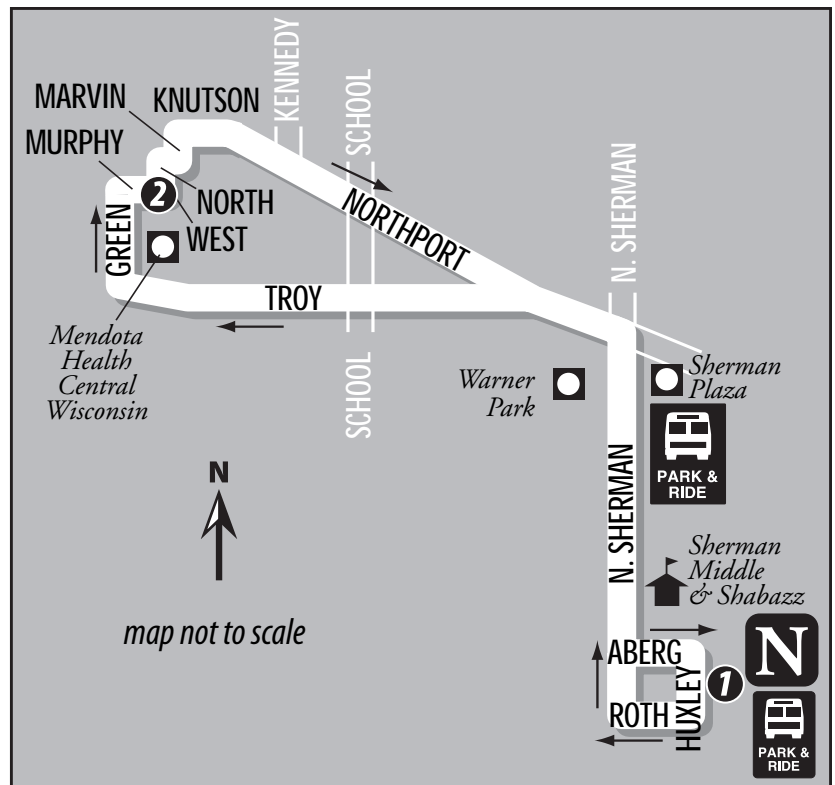 KENNEDY
MARVIN
KNUTSON
SCHOOL
MURPHY
N. SHERMAN
2
NORTH
NORTHPORT
WEST
GREEN
TROY
Mendota
Health
Central
Wisconsin
Warner
Park
Sherman
Plaza
SCHOOL
PARK &
RIDE
N
N. SHERMAN
Sherman
Middle
& Shabazz
map not to scale
ABERG
N
1
HUXLEY
ROTH
PARK &
RIDE